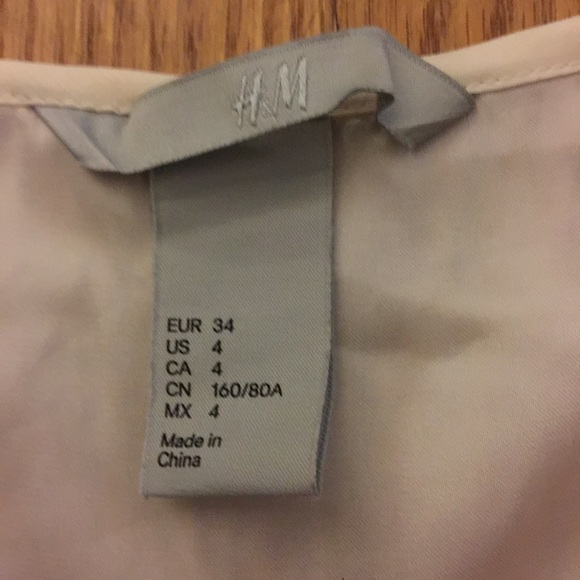 H&M
EUR 34
US 4
CA 4
CN 160/80A
MX 4
Made in
China